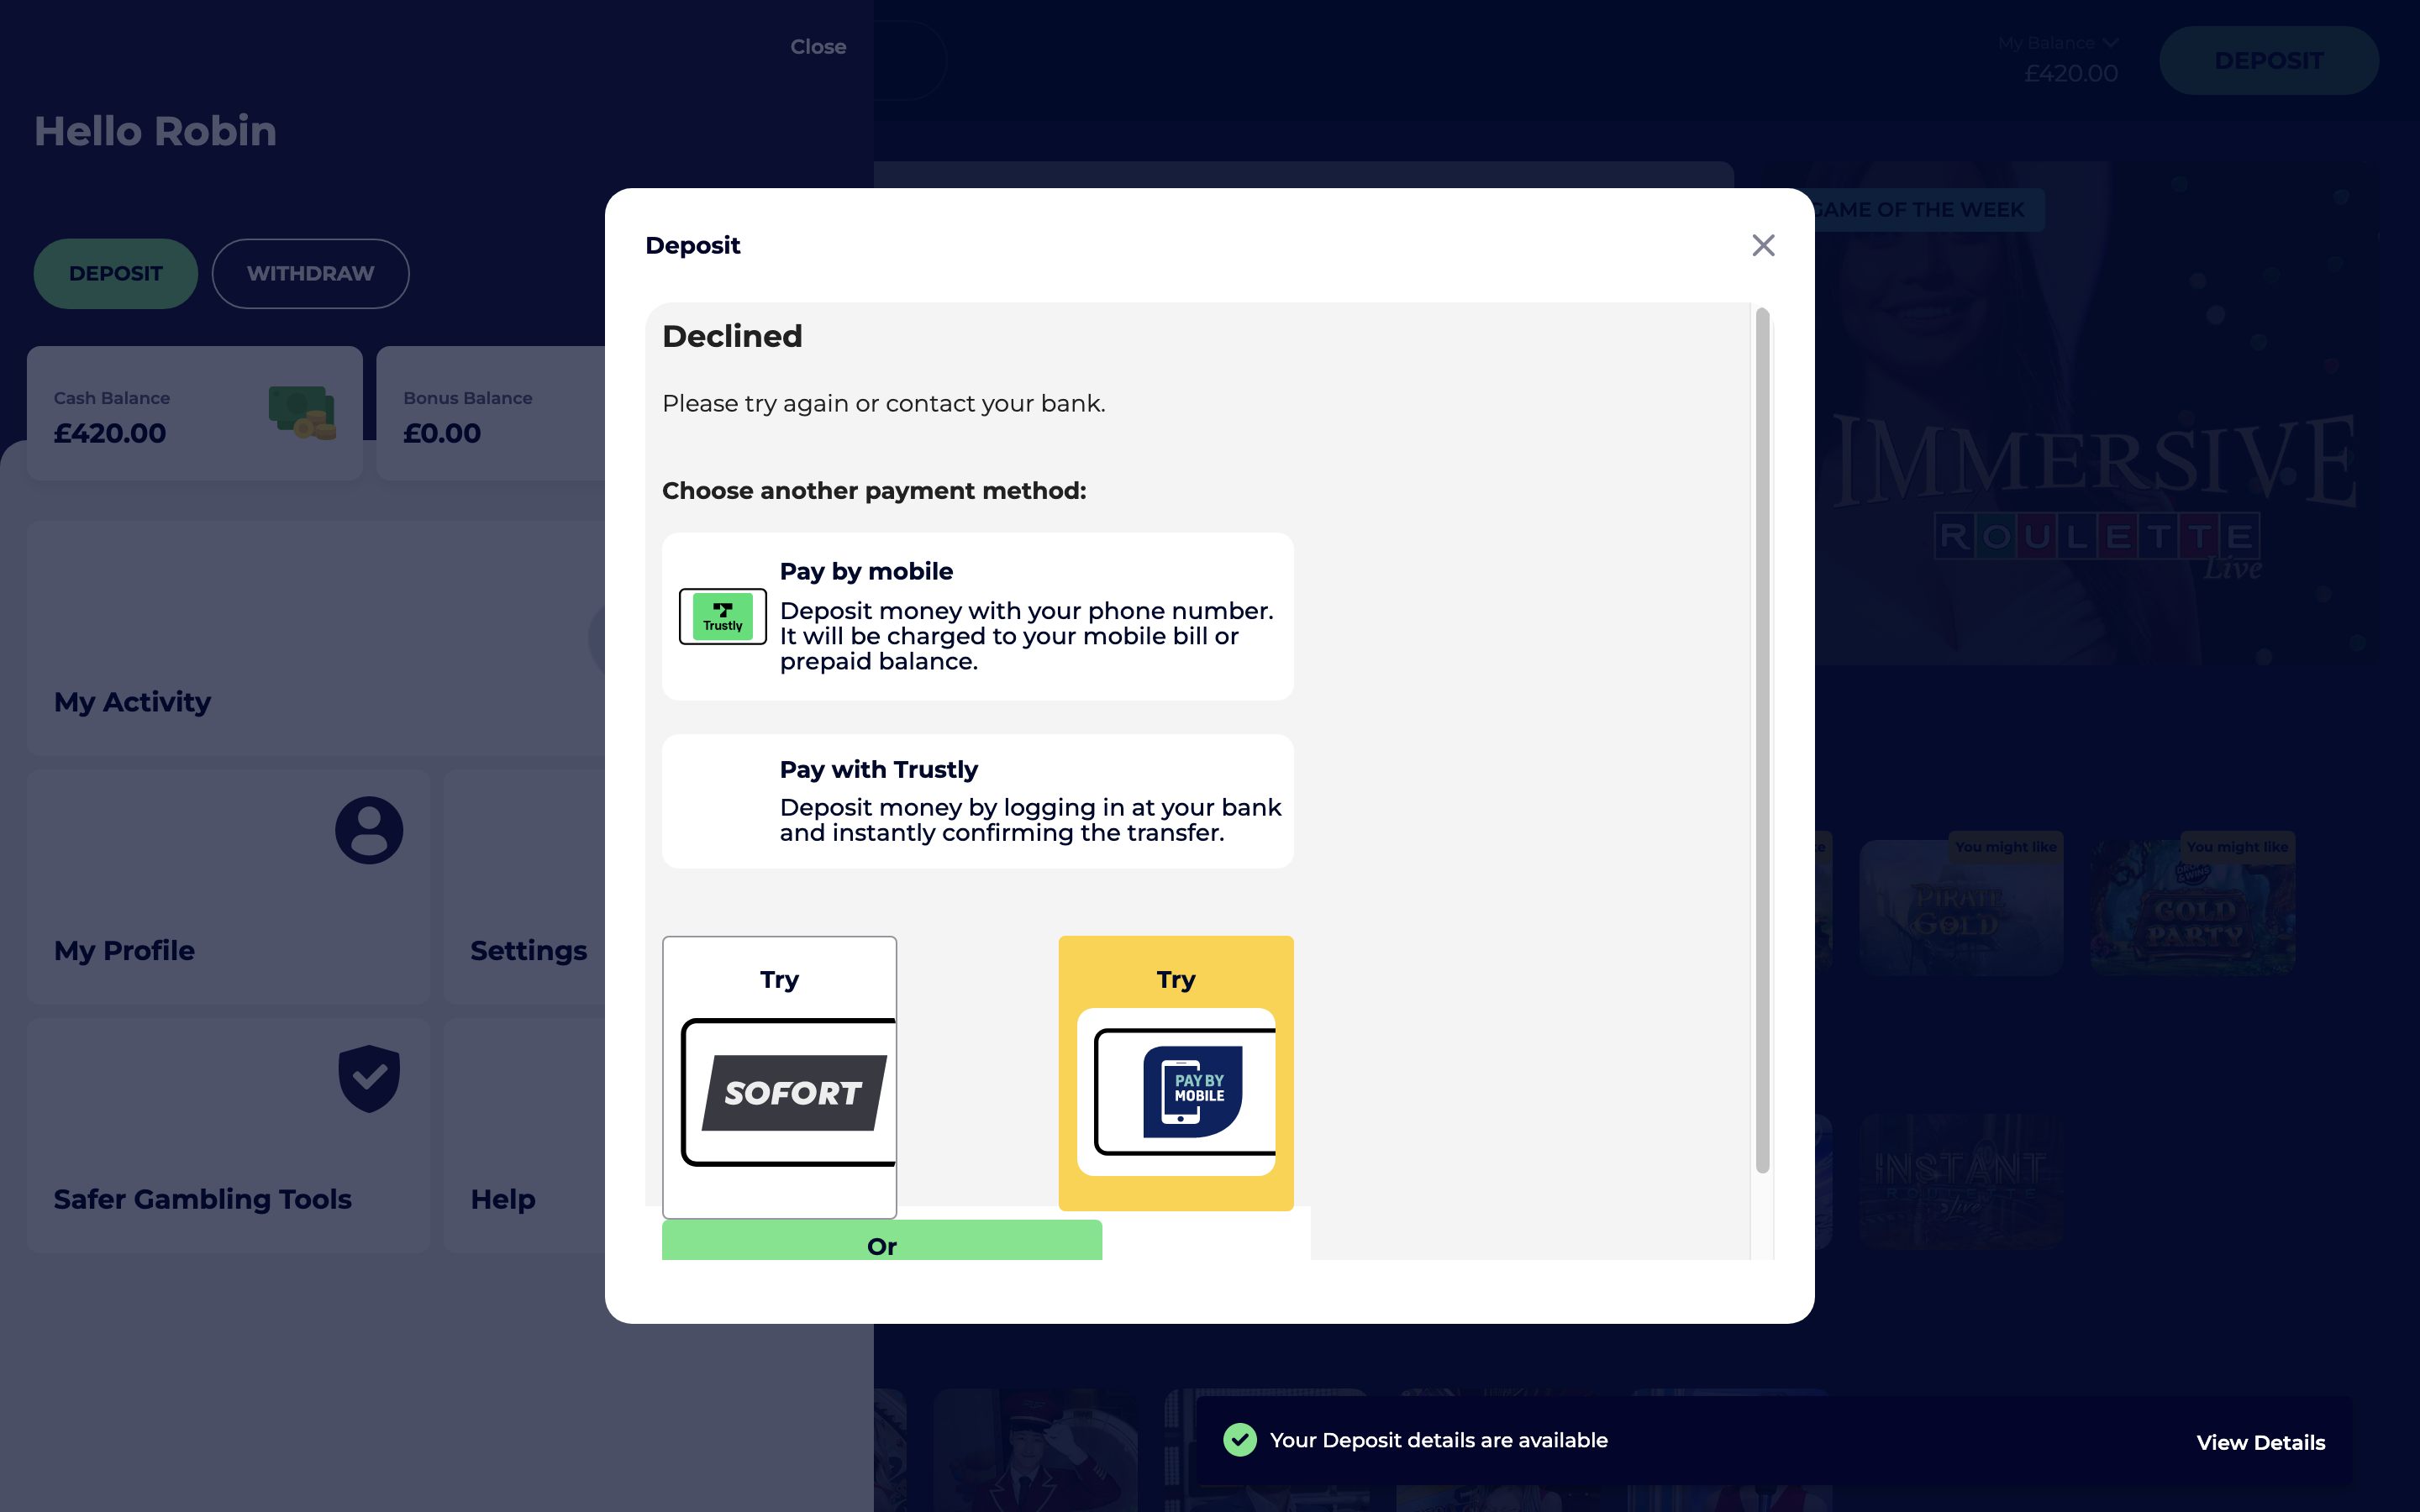 Close
My Balance
£420.00
DEPOSIT
Hello Robin
DEPOSIT
WITHDRAW
Cash Balance
£420.00
Bonus Balance
£0.00
My Activity
My Profile
Settings
Safer Gambling Tools
Help
Deposit
Declined
Please try again or contact your bank.
Choose another payment method:
Trustly
Pay by mobile
Deposit money with your phone number.
It will be charged to your mobile bill or
prepaid balance.
Pay with Trustly
Deposit money by logging in at your bank
and instantly confirming the transfer.
Try
SOFORT
Try
PAY BY
MOBILE
Or
GAME OF THE WEEK
IMMERSIVE
ROULETTE
Live
You might like
PIRATE
GOLD
You might like
GOLD
PARTY
INSTANT
ROULETTE
Live
Your Deposit details are available
View Details